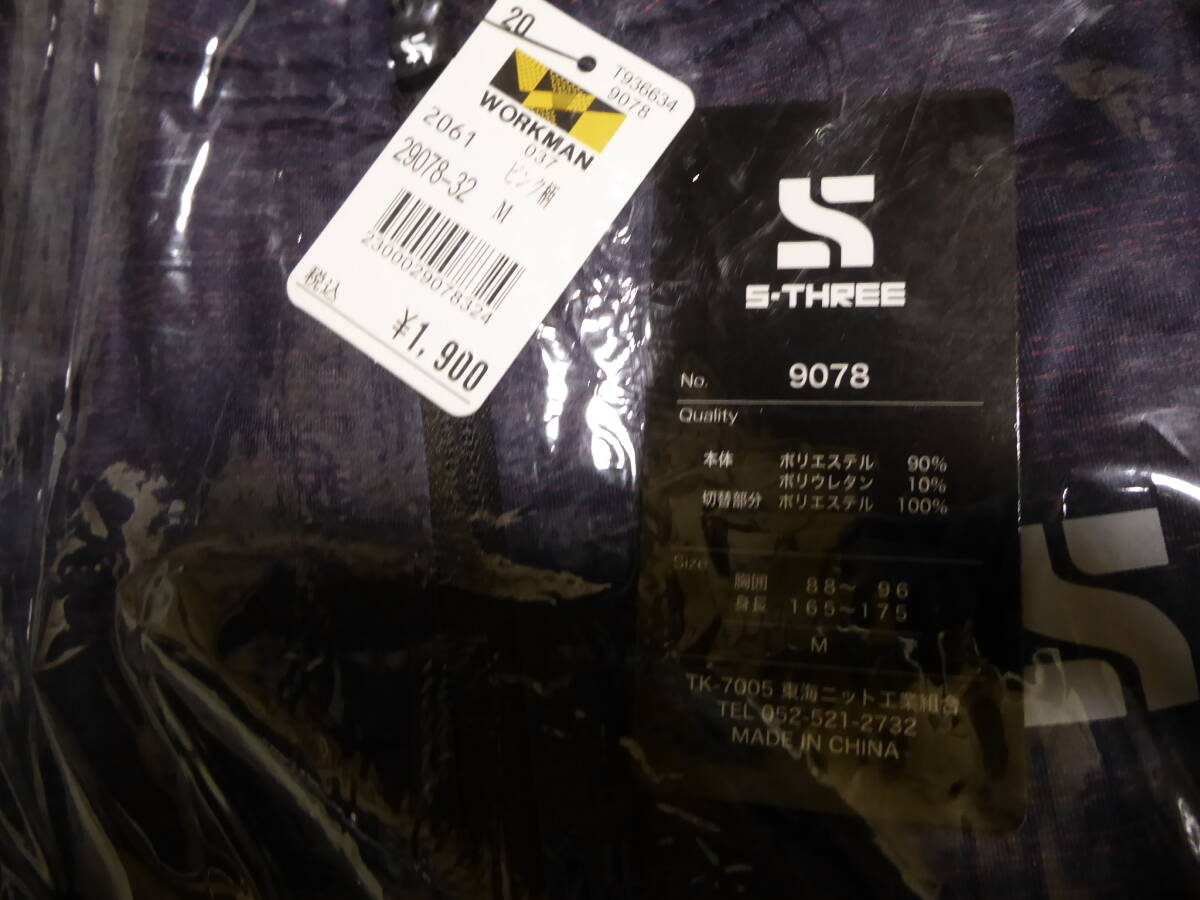 20
T936634
9078
WORKMAN
037
2061
ピンク柄
29078-32 M
2300029078324
税込
¥1,900
S-THREE
No. 9078
Quality
本体 ポリエステル 90%
ポリウレタン 10%
切替部分 ポリエステル 100%
Size
胸囲 88～ 96
身長 165～175
M
TK-7005 東海ニット工業組合
TEL 052-521-2732
MADE IN CHINA